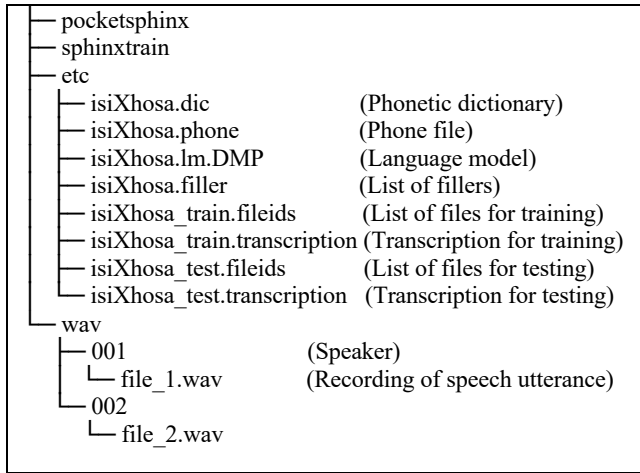 ├── pocketsphinx
├── sphinxtrain
├── etc
│   ├── isiXhosa.dic (Phonetic dictionary)
│   ├── isiXhosa.phone (Phone file)
│   ├── isiXhosa.lm.DMP (Language model)
│   ├── isiXhosa.filler (List of fillers)
│   ├── isiXhosa_train.fileids (List of files for training)
│   ├── isiXhosa_train.transcription (Transcription for training)
│   ├── isiXhosa_test.fileids (List of files for testing)
│   └── isiXhosa_test.transcription (Transcription for testing)
└── wav
    ├── 001 (Speaker)
    │   └── file_1.wav (Recording of speech utterance)
    ├── 002
        └── file_2.wav